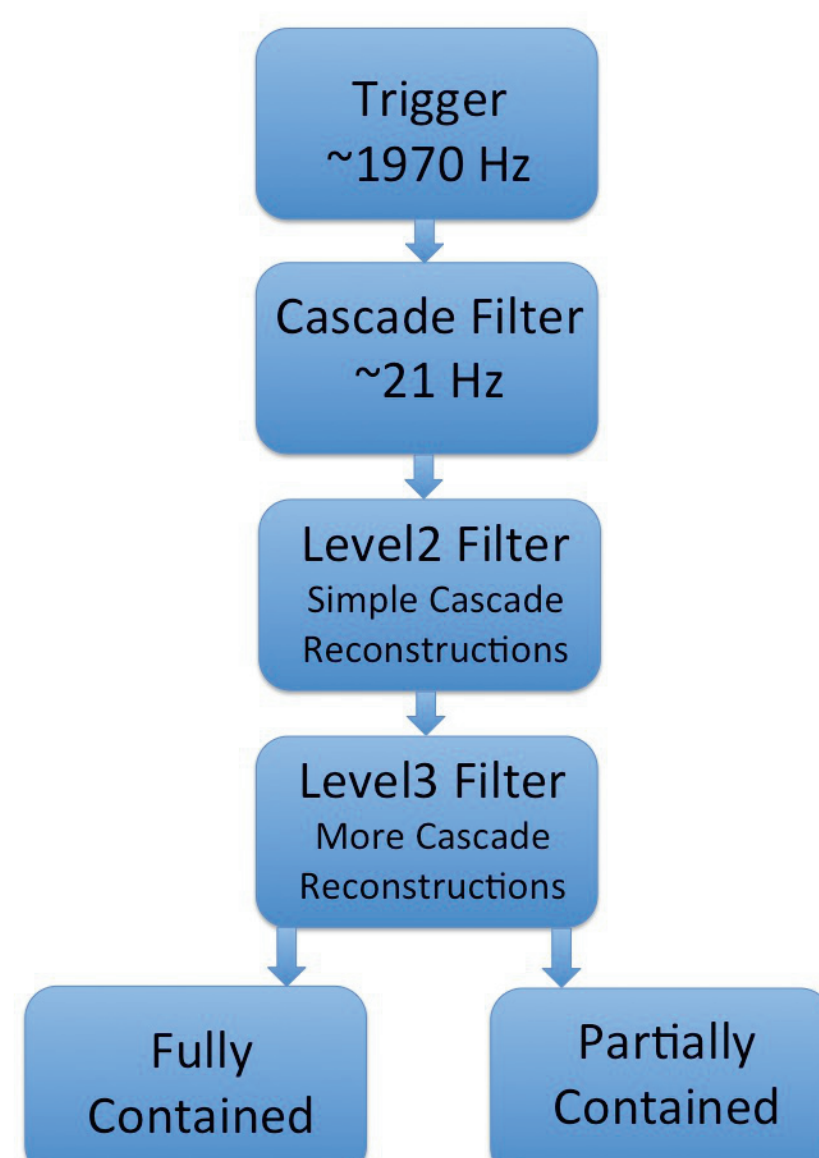 Trigger
~1970 Hz
Cascade Filter
~21 Hz
Level2 Filter
Simple Cascade
Reconstructions
Level3 Filter
More Cascade
Reconstructions
Fully
Contained
Partially
Contained